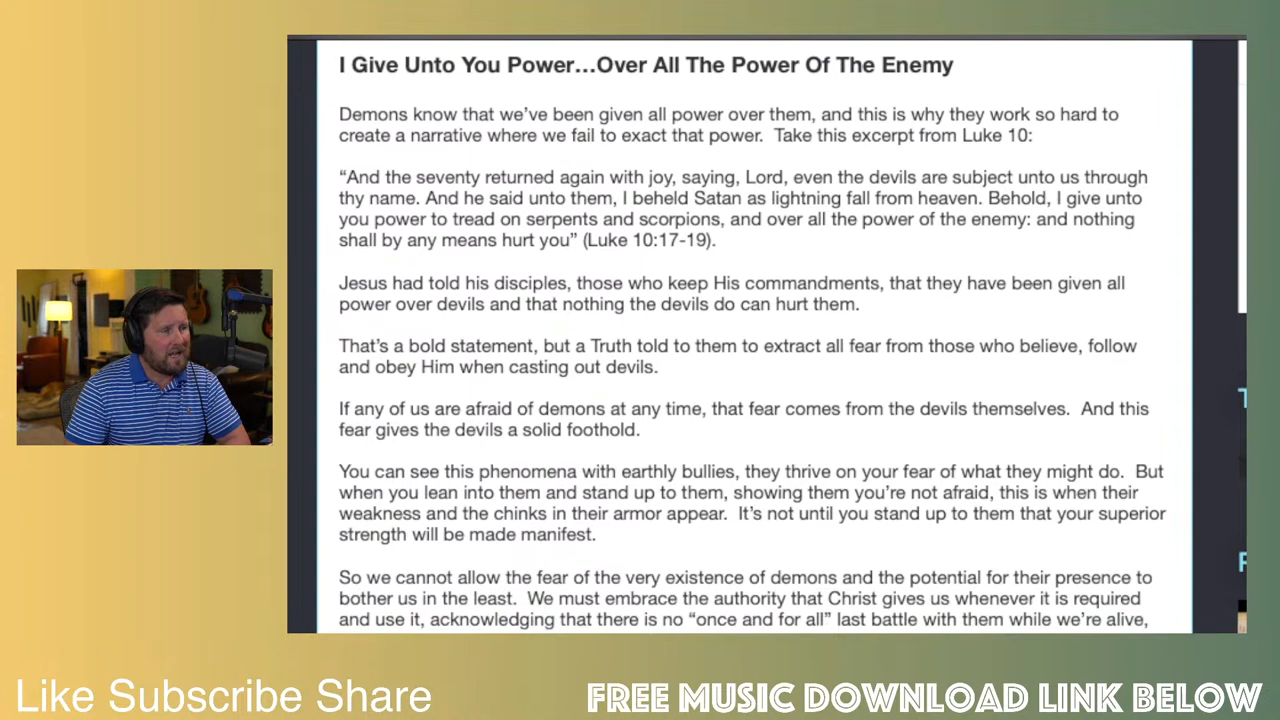 I Give Unto You Power…Over All The Power Of The Enemy
Demons know that we’ve been given all power over them, and this is why they work so hard to
create a narrative where we fail to exact that power.  Take this excerpt from Luke 10:
“And the seventy returned again with joy, saying, Lord, even the devils are subject unto us through
thy name. And he said unto them, I beheld Satan as lightning fall from heaven. Behold, I give unto
you power to tread on serpents and scorpions, and over all the power of the enemy: and nothing
shall by any means hurt you” (Luke 10:17-19).
Jesus had told his disciples, those who keep His commandments, that they have been given all
power over devils and that nothing the devils do can hurt them.
That’s a bold statement, but a Truth told to them to extract all fear from those who believe, follow
and obey Him when casting out devils.
If any of us are afraid of demons at any time, that fear comes from the devils themselves.  And this
fear gives the devils a solid foothold.
You can see this phenomena with earthly bullies, they thrive on your fear of what they might do.  But
when you lean into them and stand up to them, showing them you’re not afraid, this is when their
weakness and the chinks in their armor appear.  It’s not until you stand up to them that your superior
strength will be made manifest.
So we cannot allow the fear of the very existence of demons and the potential for their presence to
bother us in the least.  We must embrace the authority that Christ gives us whenever it is required
and use it, acknowledging that there is no “once and for all” last battle with them while we’re alive,
Like Subscribe Share
FREE MUSIC DOWNLOAD LINK BELOW